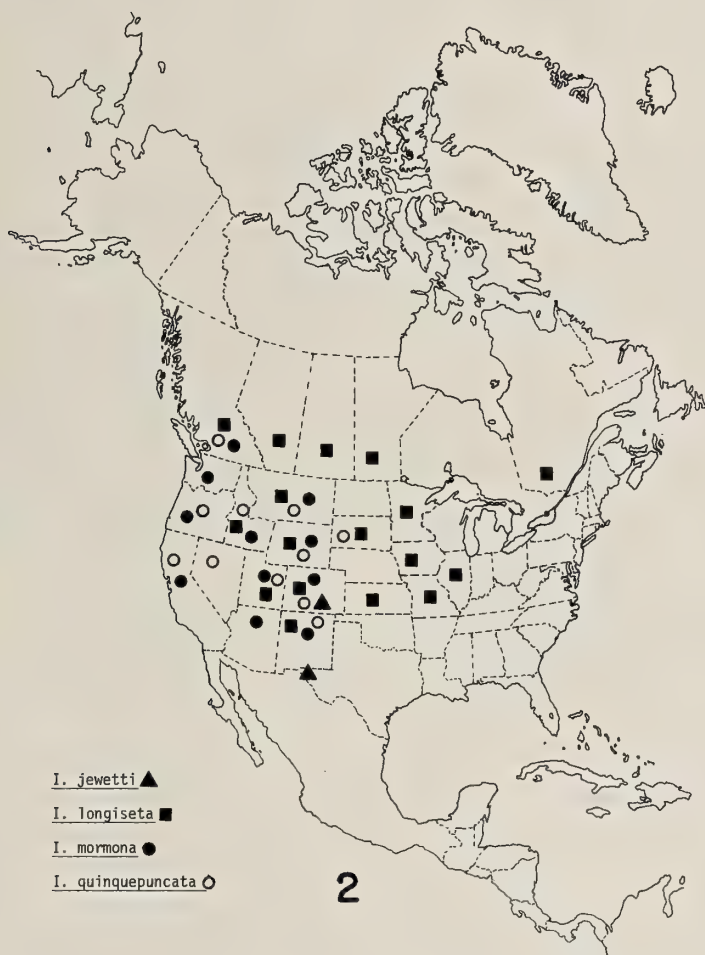 I. jewetti ▲
I. longiseta ■
I. mormona ●
I. quinquepuncata ○
2